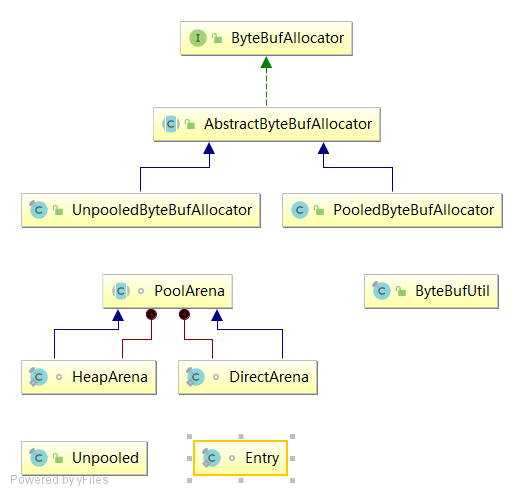 I ByteBufAllocator
C AbstractByteBufAllocator
C UnpooledByteBufAllocator
C PooledByteBufAllocator
C PoolArena
C ByteBufUtil
C HeapArena
C DirectArena
C Unpooled
C Entry
Powered by yFiles